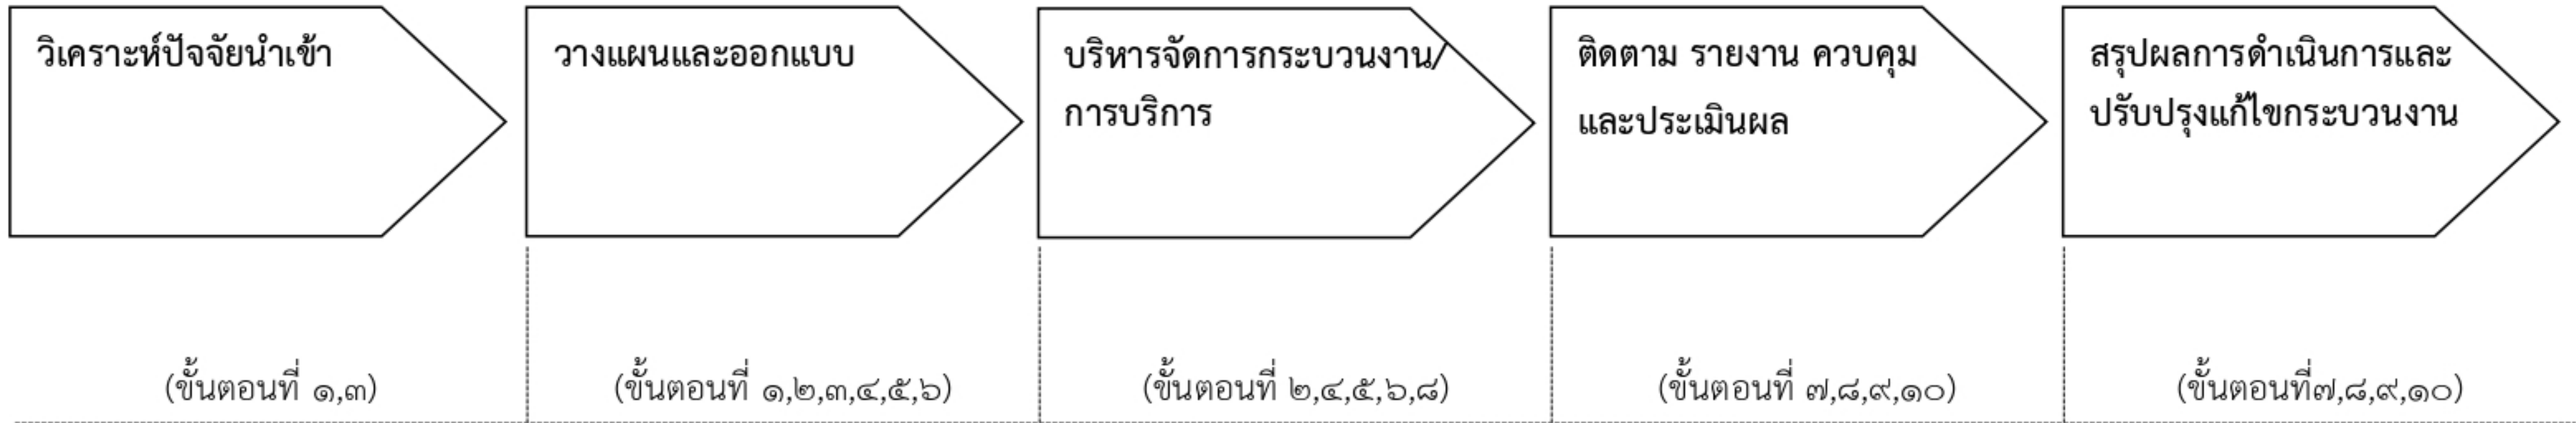 วิเคราะห์ปัจจัยนำเข้า
วางแผนและออกแบบ
บริหารจัดการกระบวนงาน/
การบริการ
ติดตาม รายงาน ควบคุม
และประเมินผล
สรุปผลการดำเนินการและ
ปรับปรุงแก้ไขกระบวนงาน
(ขั้นตอนที่ ๑,๓)
(ขั้นตอนที่ ๑,๒,๓,๔,๕,๖)
(ขั้นตอนที่ ๒,๔,๕,๖,๘)
(ขั้นตอนที่ ๗,๘,๙,๑๐)
(ขั้นตอนที่๗,๘,๙,๑๐)